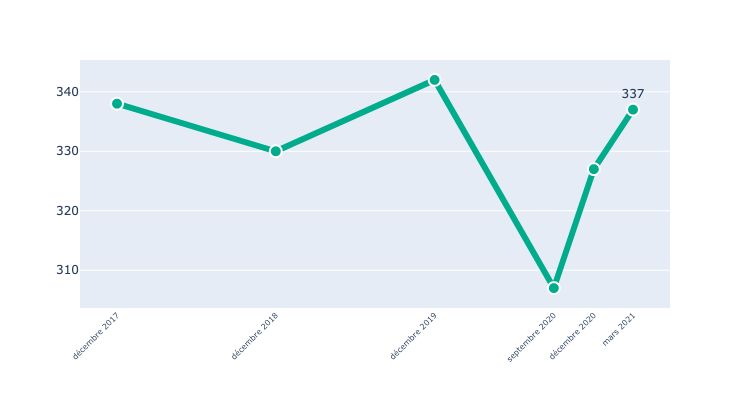 340
337
330
320
310
décembre 2017
décembre 2018
décembre 2019
septembre 2020
décembre 2020
mars 2021